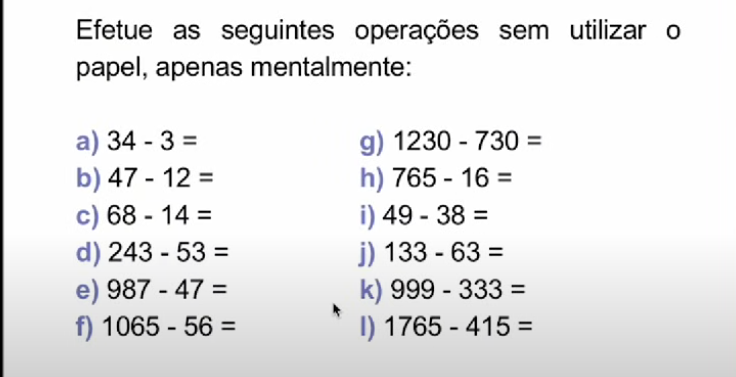 Efetue as seguintes operações sem utilizar o
papel, apenas mentalmente:
a) 34 - 3 =
b) 47 - 12 =
c) 68 - 14 =
d) 243 - 53 =
e) 987 - 47 =
f) 1065 - 56 =
g) 1230 - 730 =
h) 765 - 16 =
i) 49 - 38 =
j) 133 - 63 =
k) 999 - 333 =
l) 1765 - 415 =